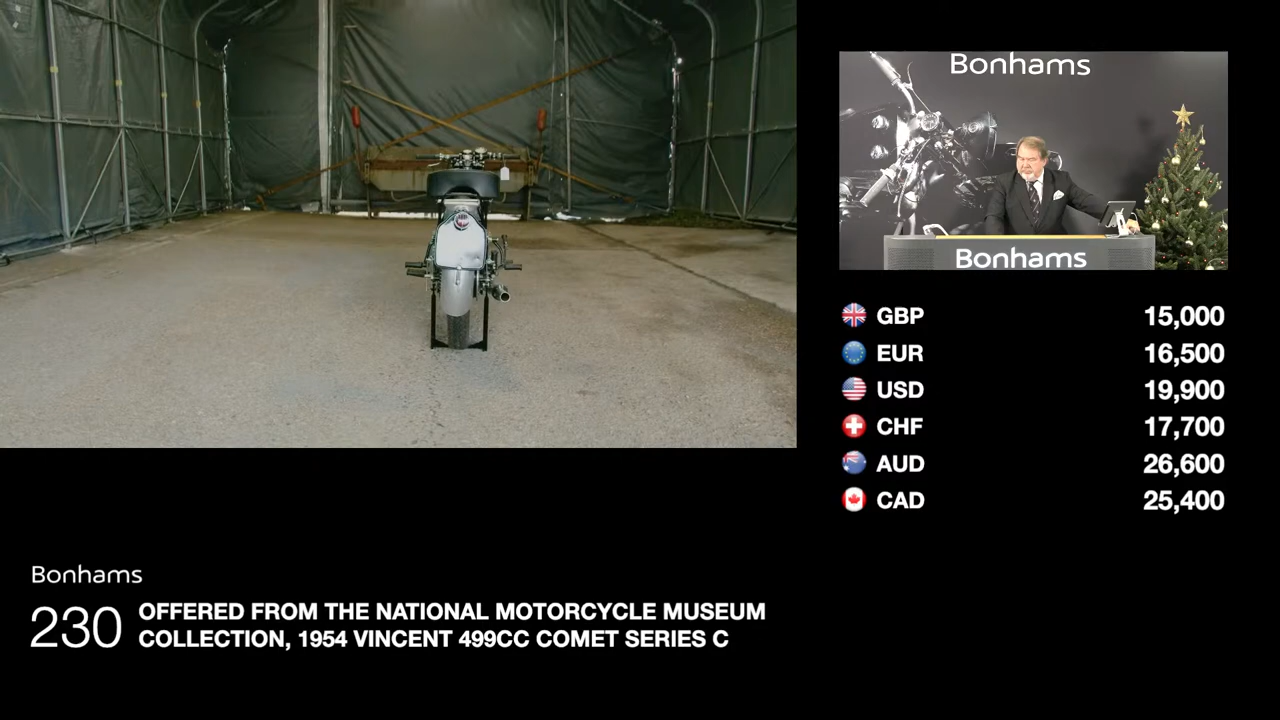 Bonhams
Bonhams
GBP 15,000
EUR 16,500
USD 19,900
CHF 17,700
AUD 26,600
CAD 25,400
Bonhams
230 OFFERED FROM THE NATIONAL MOTORCYCLE MUSEUM
COLLECTION, 1954 VINCENT 499CC COMET SERIES C